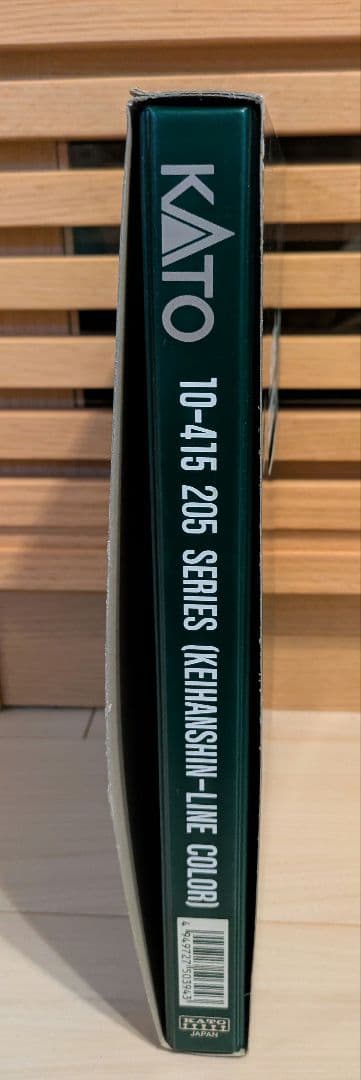 KATO
10-415 205 SERIES (KEIHANSHIN-LINE COLOR)
4 949727 503943
KATO
JAPAN